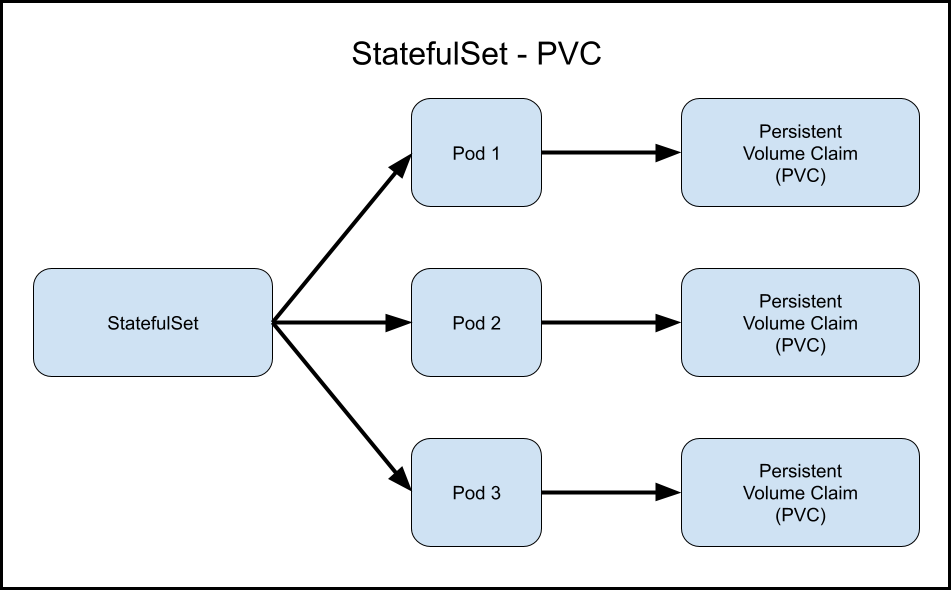 StatefulSet - PVC
Pod 1
Persistent
Volume Claim
(PVC)
StatefulSet
Pod 2
Persistent
Volume Claim
(PVC)
Pod 3
Persistent
Volume Claim
(PVC)